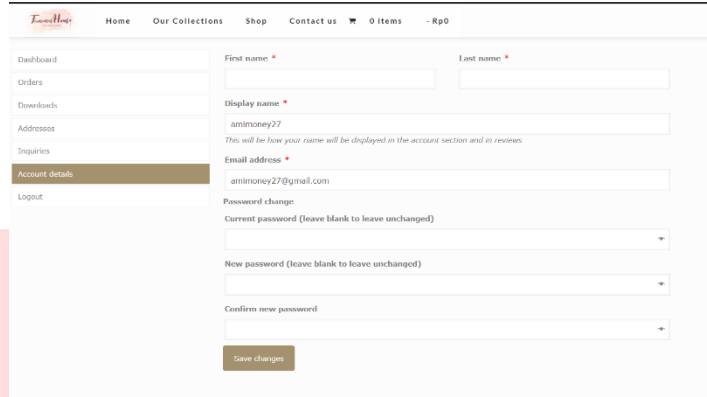 Home Our Collections Shop Contact us 0 items - Rp0
Dashboard
Orders
Downloads
Addresses
Inquiries
Account details
Logout
First name * Last name *
Display name *
amimoney27
This will be how your name will be displayed in the account section and in reviews
Email address *
amimoney27@gmail.com
Password change
Current password (leave blank to leave unchanged)
New password (leave blank to leave unchanged)
Confirm new password
Save changes